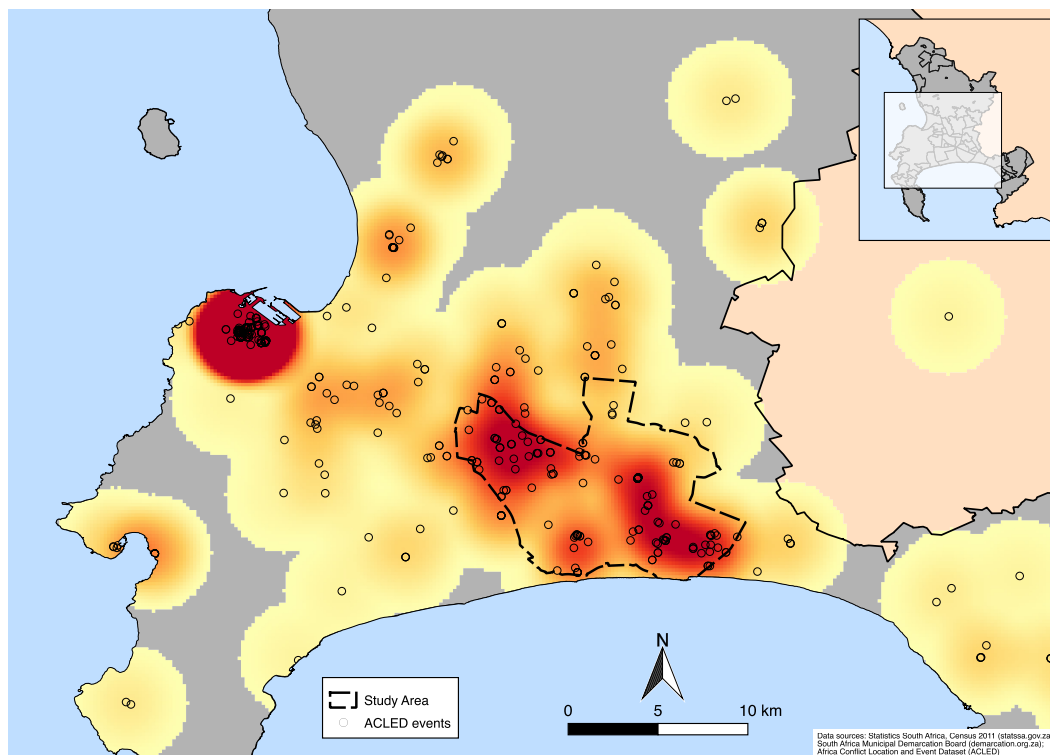 N
Study Area
ACLED events
0 5 10 km
Data sources: Statistics South Africa, Census 2011 (statssa.gov.za
South Africa Municipal Demarcation Board (demarcation.org.za);
Africa Conflict Location and Event Dataset (ACLED)